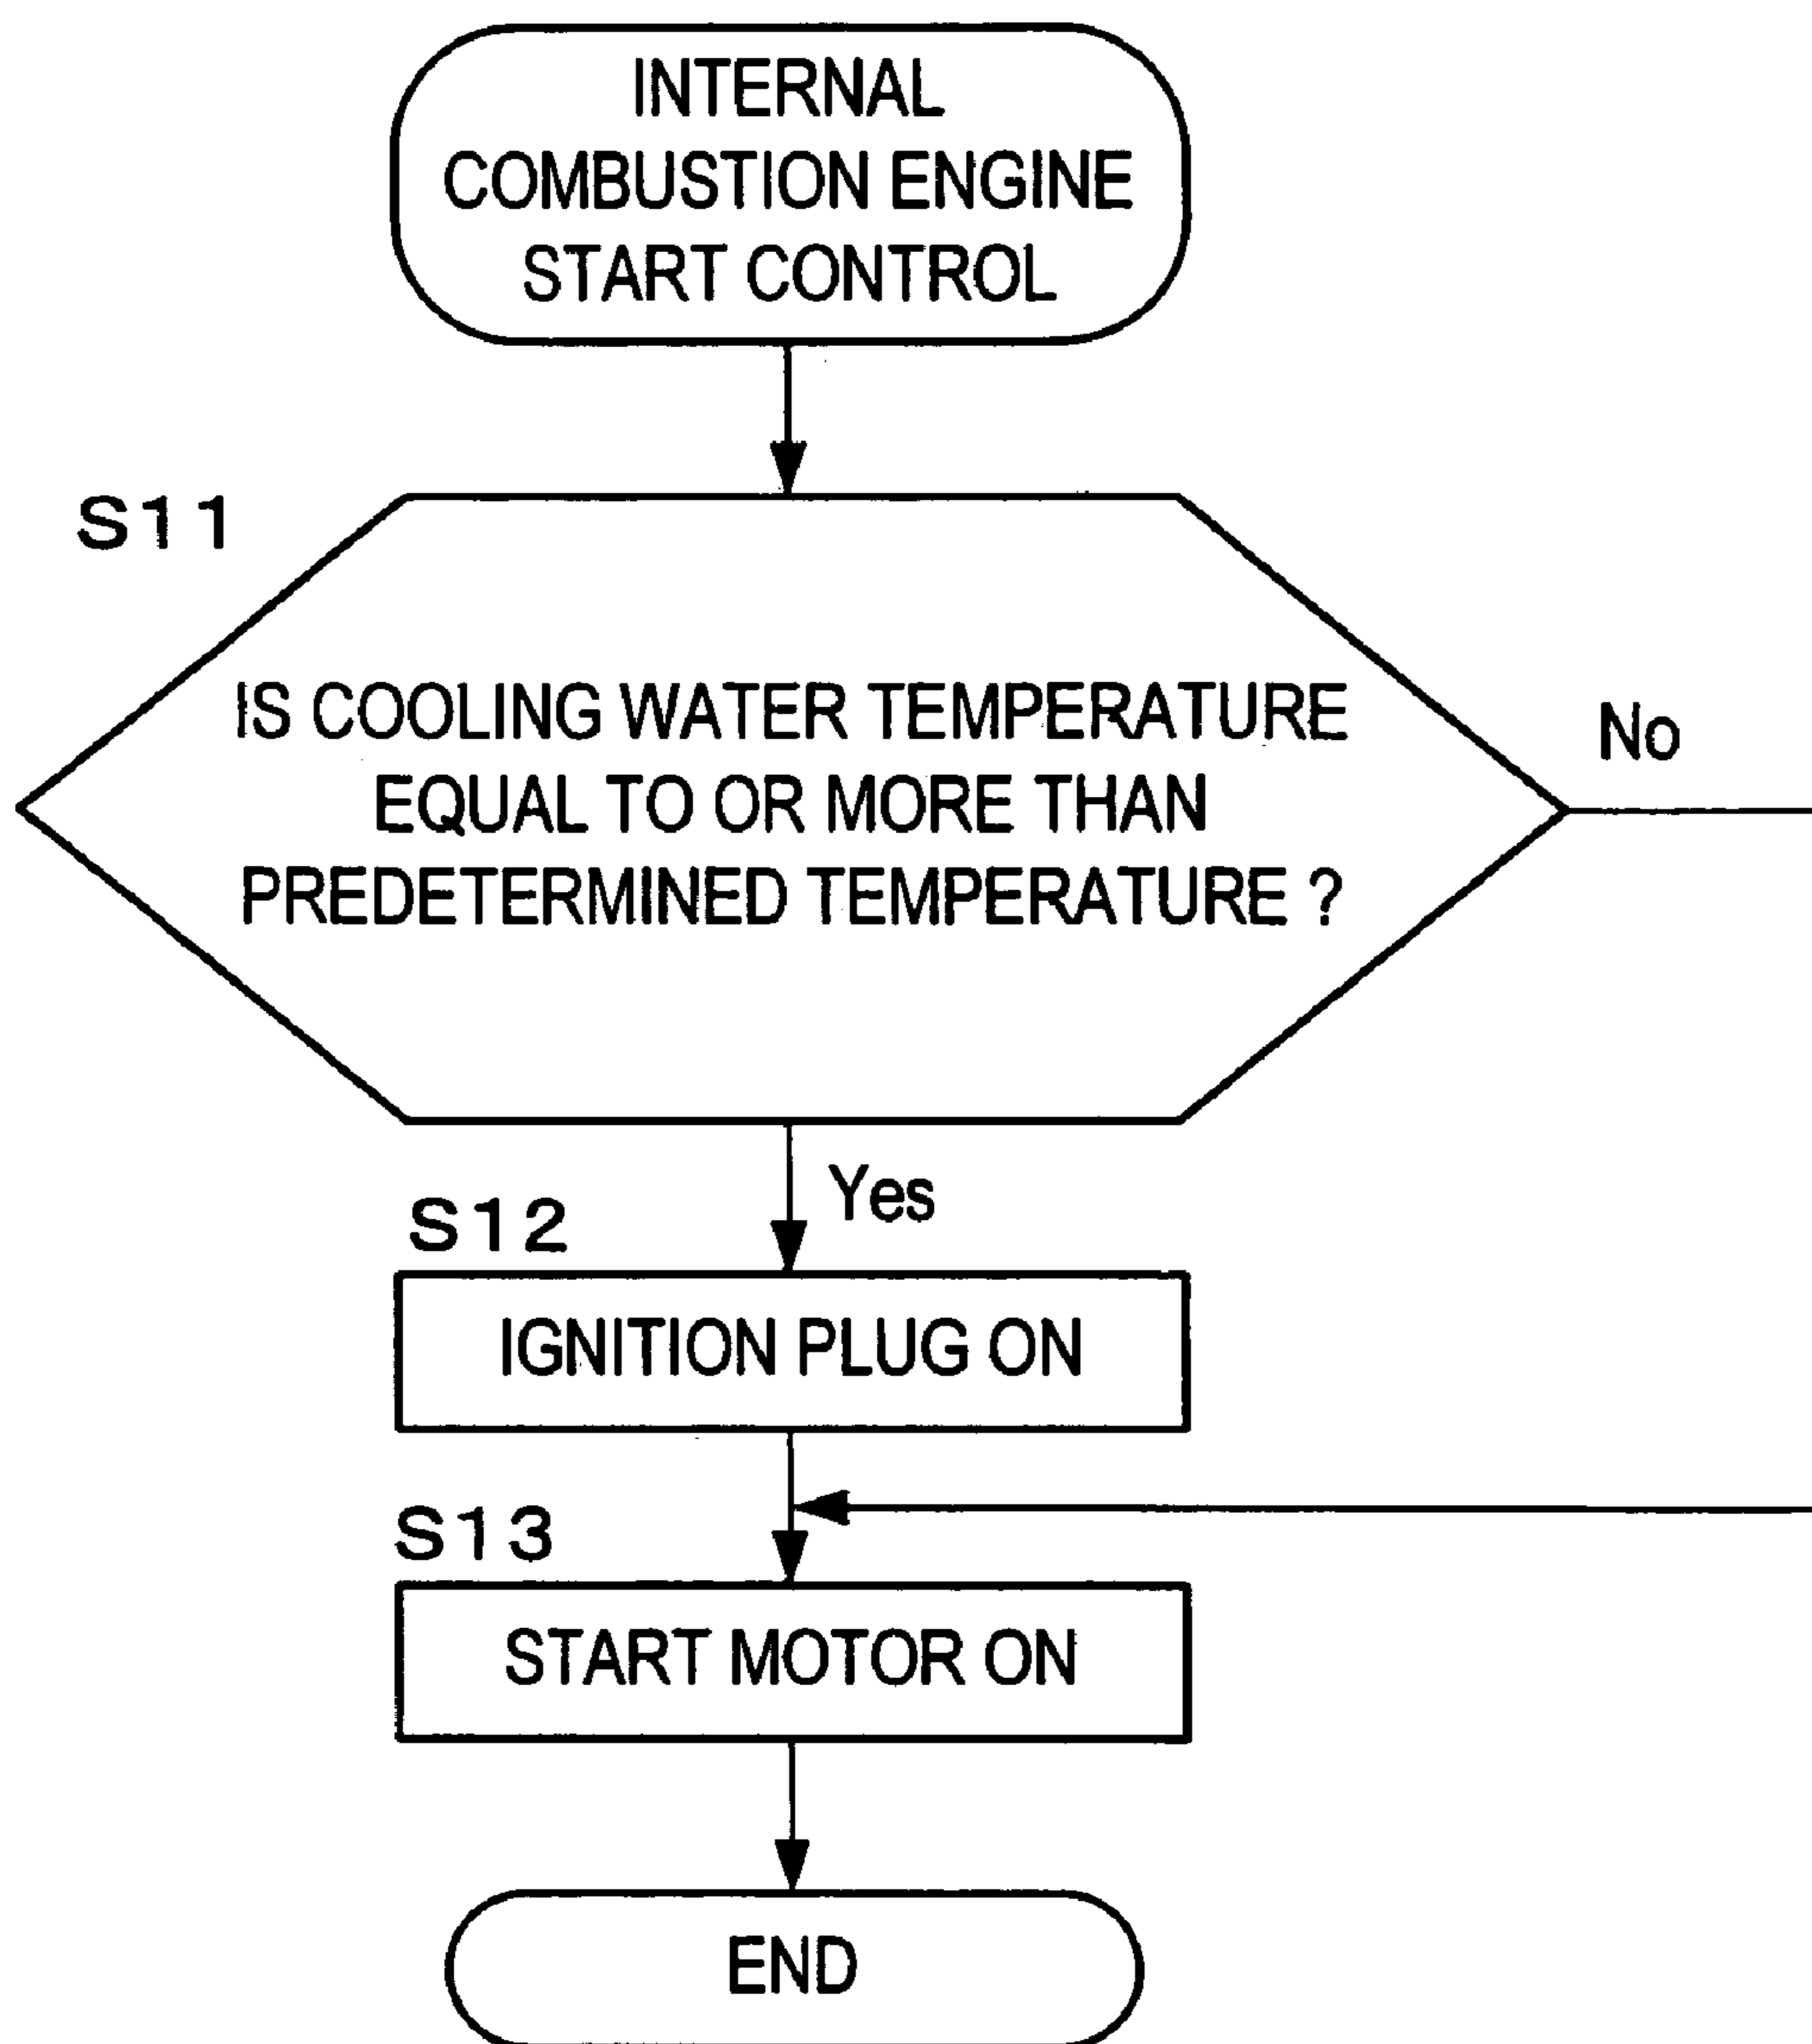 INTERNAL
COMBUSTION ENGINE
START CONTROL
S11
IS COOLING WATER TEMPERATURE
EQUAL TO OR MORE THAN
PREDETERMINED TEMPERATURE ?
No
Yes
S12
IGNITION PLUG ON
S13
START MOTOR ON
END